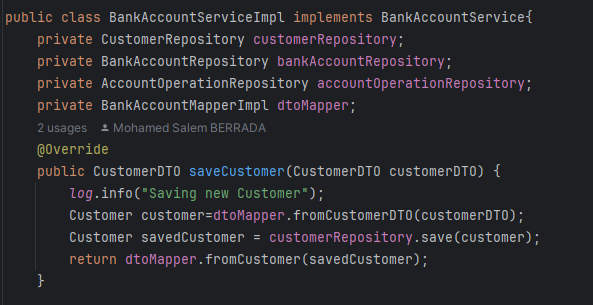 public class BankAccountServiceImpl implements BankAccountService{
    private CustomerRepository customerRepository;
    private BankAccountRepository bankAccountRepository;
    private AccountOperationRepository accountOperationRepository;
    private BankAccountMapperImpl dtoMapper;
    2 usages Mohamed Salem BERRADA
    @Override
    public CustomerDTO saveCustomer(CustomerDTO customerDTO) {
        log.info("Saving new Customer");
        Customer customer=dtoMapper.fromCustomerDTO(customerDTO);
        Customer savedCustomer = customerRepository.save(customer);
        return dtoMapper.fromCustomer(savedCustomer);
    }